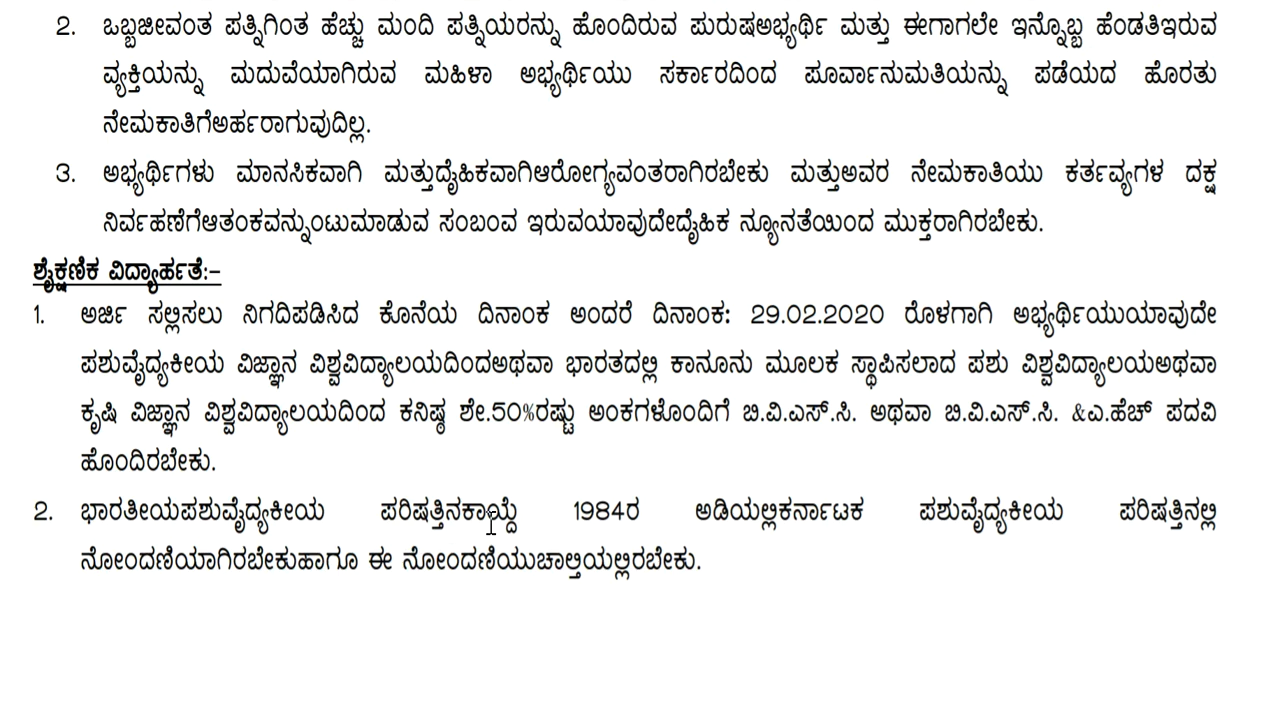 2. ಒಬ್ಬಜೀವಂತ ಪತ್ನಿಗಿಂತ ಹೆಚ್ಚು ಮಂದಿ ಪತ್ನಿಯರನ್ನು ಹೊಂದಿರುವ ಪುರುಷಅಭ್ಯರ್ಥಿ ಮತ್ತು ಈಗಾಗಲೇ ಇನ್ನೊಬ್ಬ ಹೆಂಡತಿಇರುವ
ವ್ಯಕ್ತಿಯನ್ನು ಮದುವೆಯಾಗಿರುವ ಮಹಿಳಾ ಅಭ್ಯರ್ಥಿಯು ಸರ್ಕಾರದಿಂದ ಪೂರ್ವಾನುಮತಿಯನ್ನು ಪಡೆಯದ ಹೊರತು
ನೇಮಕಾತಿಗೆಅರ್ಹರಾಗುವುದಿಲ್ಲ.
3. ಅಭ್ಯರ್ಥಿಗಳು ಮಾನಸಿಕವಾಗಿ ಮತ್ತುದೈಹಿಕವಾಗಿಆರೋಗ್ಯವಂತರಾಗಿರಬೇಕು ಮತ್ತುಅವರ ನೇಮಕಾತಿಯು ಕರ್ತವ್ಯಗಳ ದಕ್ಷ
ನಿರ್ವಹಣೆಗೆಆತಂಕವನ್ನುಂಟುಮಾಡುವ ಸಂಬಂವ ಇರುವಯಾವುದೇದೈಹಿಕ ನ್ಯೂನತೆಯಿಂದ ಮುಕ್ತರಾಗಿರಬೇಕು.
ಶೈಕ್ಷಣಿಕ ವಿದ್ಯಾರ್ಹತೆ:-
1. ಅರ್ಜಿ ಸಲ್ಲಿಸಲು ನಿಗದಿಪಡಿಸಿದ ಕೊನೆಯ ದಿನಾಂಕ ಅಂದರೆ ದಿನಾಂಕ: 29.02.2020 ರೊಳಗಾಗಿ ಅಭ್ಯರ್ಥಿಯುಯಾವುದೇ
ಪಶುವೈದ್ಯಕೀಯ ವಿಜ್ಞಾನ ವಿಶ್ವವಿದ್ಯಾಲಯದಿಂದಅಥವಾ ಭಾರತದಲ್ಲಿ ಕಾನೂನು ಮೂಲಕ ಸ್ಥಾಪಿಸಲಾದ ಪಶು ವಿಶ್ವವಿದ್ಯಾಲಯಅಥವಾ
ಕೃಷಿ ವಿಜ್ಞಾನ ವಿಶ್ವವಿದ್ಯಾಲಯದಿಂದ ಕನಿಷ್ಠ ಶೇ.50%ರಷ್ಟು ಅಂಕಗಳೊಂದಿಗೆ ಬಿ.ವಿ.ಎಸ್.ಸಿ. ಅಥವಾ ಬಿ.ವಿ.ಎಸ್.ಸಿ. &ಎ.ಹೆಚ್ ಪದವಿ
ಹೊಂದಿರಬೇಕು.
2. ಭಾರತೀಯಪಶುವೈದ್ಯಕೀಯ ಪರಿಷತ್ತಿನಕಾಯ್ದೆ 1984ರ ಅಡಿಯಲ್ಲಿಕರ್ನಾಟಕ ಪಶುವೈದ್ಯಕೀಯ ಪರಿಷತ್ತಿನಲ್ಲಿ
ನೋಂದಣಿಯಾಗಿರಬೇಕುಹಾಗೂ ಈ ನೋಂದಣಿಯುಚಾಲ್ತಿಯಲ್ಲಿರಬೇಕು.